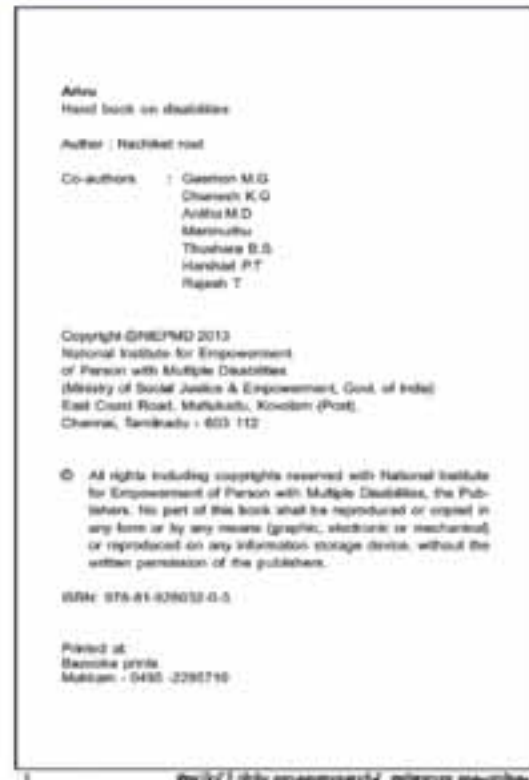 Arivu
Hand book on disabilities
Author : Nachiket rout
Co-authors : Gasmon M.G
Dhanesh K.G
Anitha M.D
Marimuthu
Thushara B.S
Harshad P.T
Rajesh T
Copyright @NIEPMD 2013
National Institute for Empowerment
of Person with Multiple Disabilities
(Ministry of Social Justice & Empowerment, Govt. of India)
East Coast Road, Muttukadu, Kovalam (Post)
Chennai, Tamilnadu - 603 112
© All rights including copyrights reserved with National Institute
for Empowerment of Person with Multiple Disabilities, the Pub-
lishers. No part of this book shall be reproduced or copied in
any form or by any means (graphic, electronic or mechanical)
or reproduced on any information storage device, without the
written permission of the publishers.
ISBN: 978-81-928032-0-5
Printed at
Bazooka prints
Mukkam - 0495 -2295710